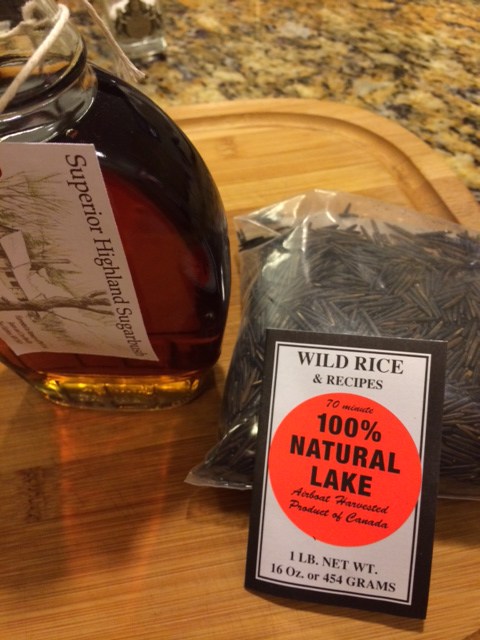 Superior Highland Sugarbush
WILD RICE
& RECIPES
70 minute
100%
NATURAL
LAKE
Airboat Harvested
Product of Canada
1 LB. NET WT.
16 Oz. or 454 GRAMS